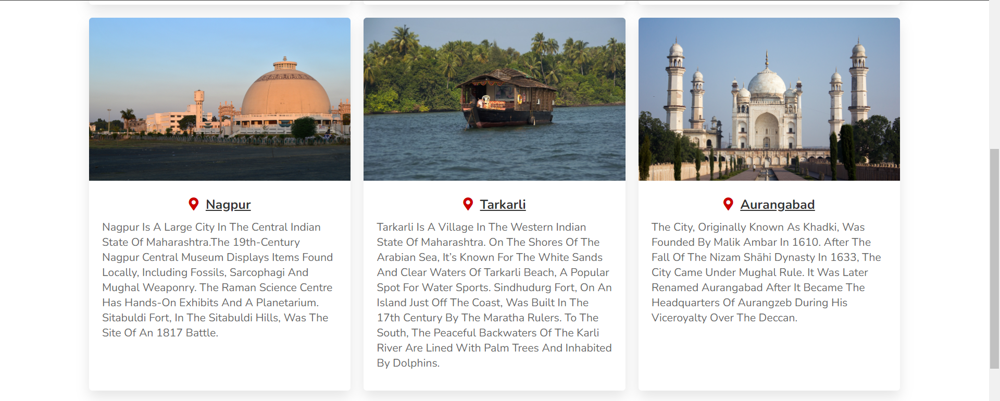 Nagpur
Nagpur Is A Large City In The Central Indian
State Of Maharashtra.The 19th-Century
Nagpur Central Museum Displays Items Found
Locally, Including Fossils, Sarcophagi And
Mughal Weaponry. The Raman Science Centre
Has Hands-On Exhibits And A Planetarium.
Sitabuldi Fort, In The Sitabuldi Hills, Was The
Site Of An 1817 Battle.
Tarkarli
Tarkarli Is A Village In The Western Indian
State Of Maharashtra. On The Shores Of The
Arabian Sea, It’s Known For The White Sands
And Clear Waters Of Tarkarli Beach, A Popular
Spot For Water Sports. Sindhudurg Fort, On An
Island Just Off The Coast, Was Built In The
17th Century By The Maratha Rulers. To The
South, The Peaceful Backwaters Of The Karli
River Are Lined With Palm Trees And Inhabited
By Dolphins.
Aurangabad
The City, Originally Known As Khadki, Was
Founded By Malik Ambar In 1610. After The
Fall Of The Nizam Shāhi Dynasty In 1633, The
City Came Under Mughal Rule. It Was Later
Renamed Aurangabad After It Became The
Headquarters Of Aurangzeb During His
Viceroyalty Over The Deccan.